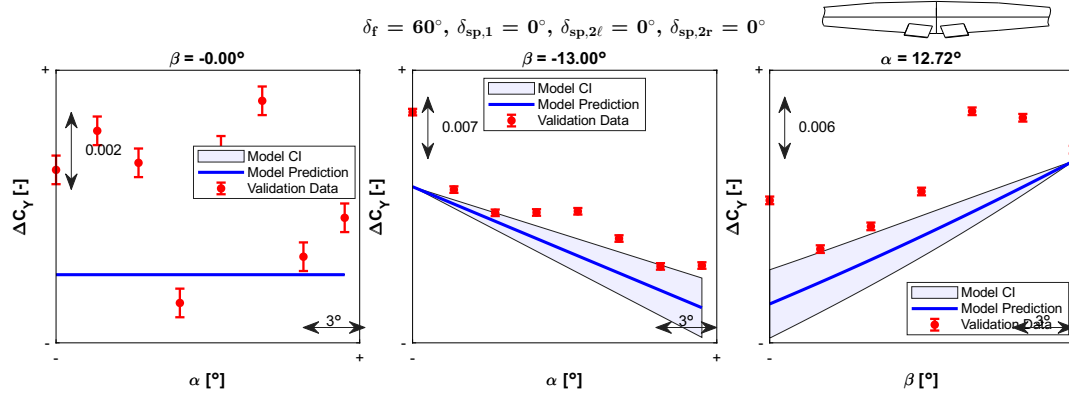 δf = 60°, δsp,1 = 0°, δsp,2ℓ = 0°, δsp,2r = 0°
β = -0.00°
+
ΔCY [-]
0.002
Model CI
Model Prediction
Validation Data
3°
-
-
+
α [°]
β = -13.00°
+
ΔCY [-]
0.007
Model CI
Model Prediction
Validation Data
3°
-
-
+
α [°]
α = 12.72°
+
ΔCY [-]
0.006
Model CI
Model Prediction
Validation Data
3°
-
-
+
β [°]